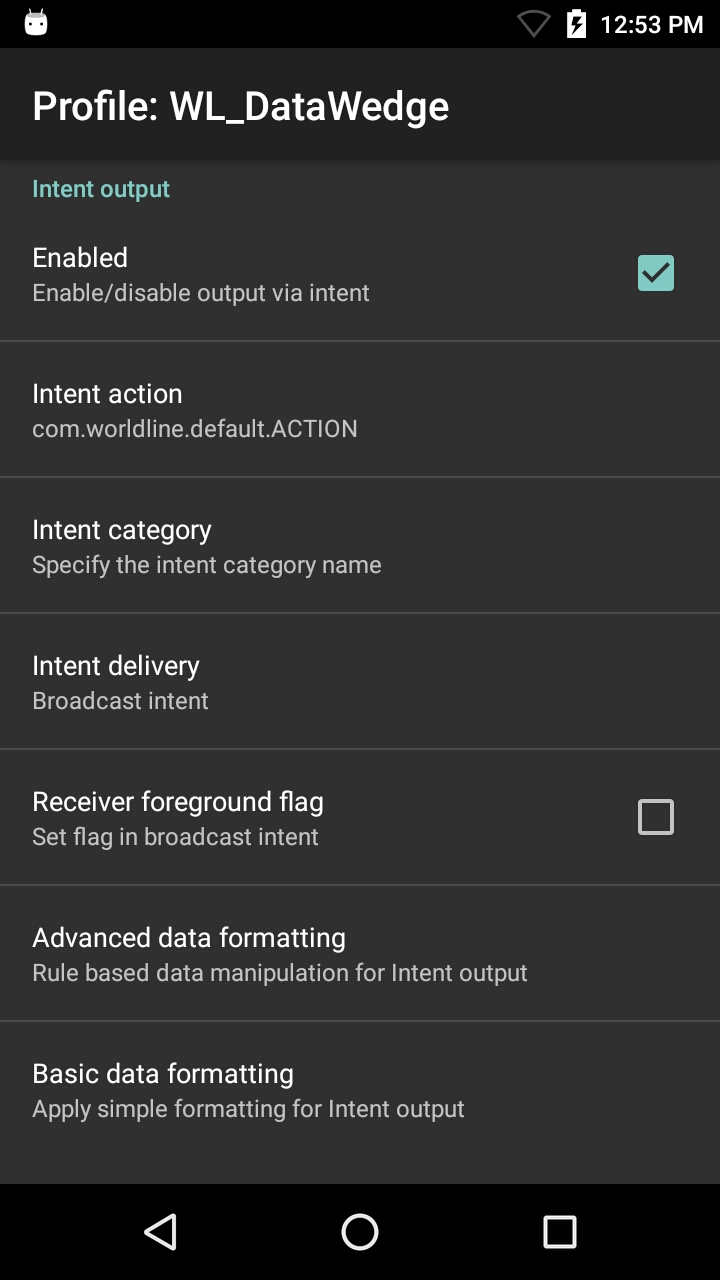 12:53 PM
Profile: WL_DataWedge
Intent output
Enabled
Enable/disable output via intent
Intent action
com.worldline.default.ACTION
Intent category
Specify the intent category name
Intent delivery
Broadcast intent
Receiver foreground flag
Set flag in broadcast intent
Advanced data formatting
Rule based data manipulation for Intent output
Basic data formatting
Apply simple formatting for Intent output